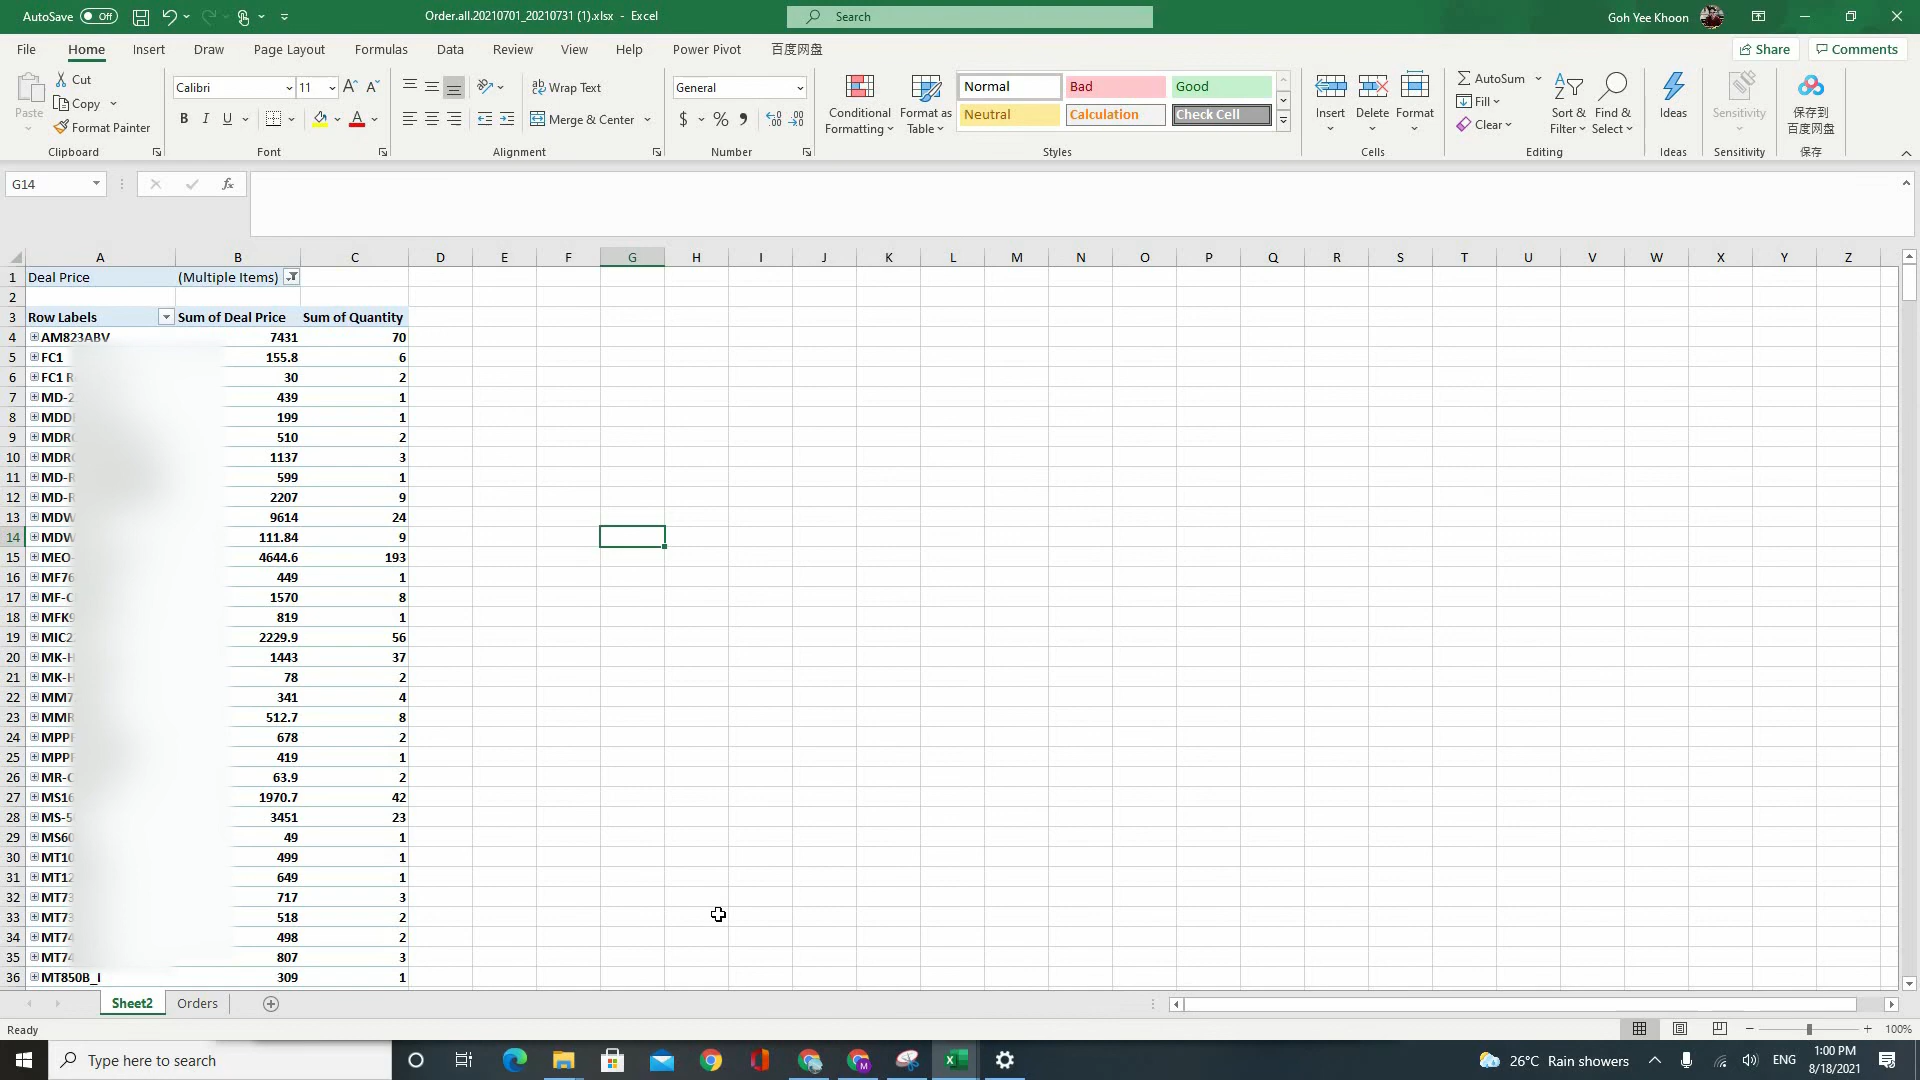 AutoSave Off Order.all.20210701_20210731 (1).xlsx - Excel Search Goh Yee Khoon
File Home Insert Draw Page Layout Formulas Data Review View Help Power Pivot 百度网盘 Share Comments
Paste Cut Copy Format Painter Clipboard
Calibri 11 B I U Font
Wrap Text Merge & Center Alignment
General $ % Number
Conditional Formatting Format as Table Normal Bad Good Neutral Calculation Check Cell Styles
Insert Delete Format Cells
AutoSum Fill Clear Sort & Filter Find & Select Editing
Ideas Ideas
Sensitivity Sensitivity
保存到 百度网盘 保存
G14 fx
A B C D E F G H I J K L M N O P Q R S T U V W X Y Z
1 Deal Price (Multiple Items)
2
3 Row Labels Sum of Deal Price Sum of Quantity
4 AM823ABV 7431 70
5 FC1 155.8 6
6 FC1 30 2
7 MD-2 439 1
8 MDD 199 1
9 MDR 510 2
10 MDR 1137 3
11 MD-R 599 1
12 MD-R 2207 9
13 MDW 9614 24
14 MDW 111.84 9
15 MEO- 4644.6 193
16 MF76 449 1
17 MF-C 1570 8
18 MFK9 819 1
19 MIC2 2229.9 56
20 MK-H 1443 37
21 MK-H 78 2
22 MM7 341 4
23 MMR 512.7 8
24 MPPF 678 2
25 MPPF 419 1
26 MR-C 63.9 2
27 MS16 1970.7 42
28 MS-5 3451 23
29 MS60 49 1
30 MT10 499 1
31 MT12 649 1
32 MT73 717 3
33 MT73 518 2
34 MT74 498 2
35 MT74 807 3
36 MT850B_I 309 1
Sheet2 Orders
Ready 100%
Type here to search 26°C Rain showers ENG 1:00 PM
8/18/2021